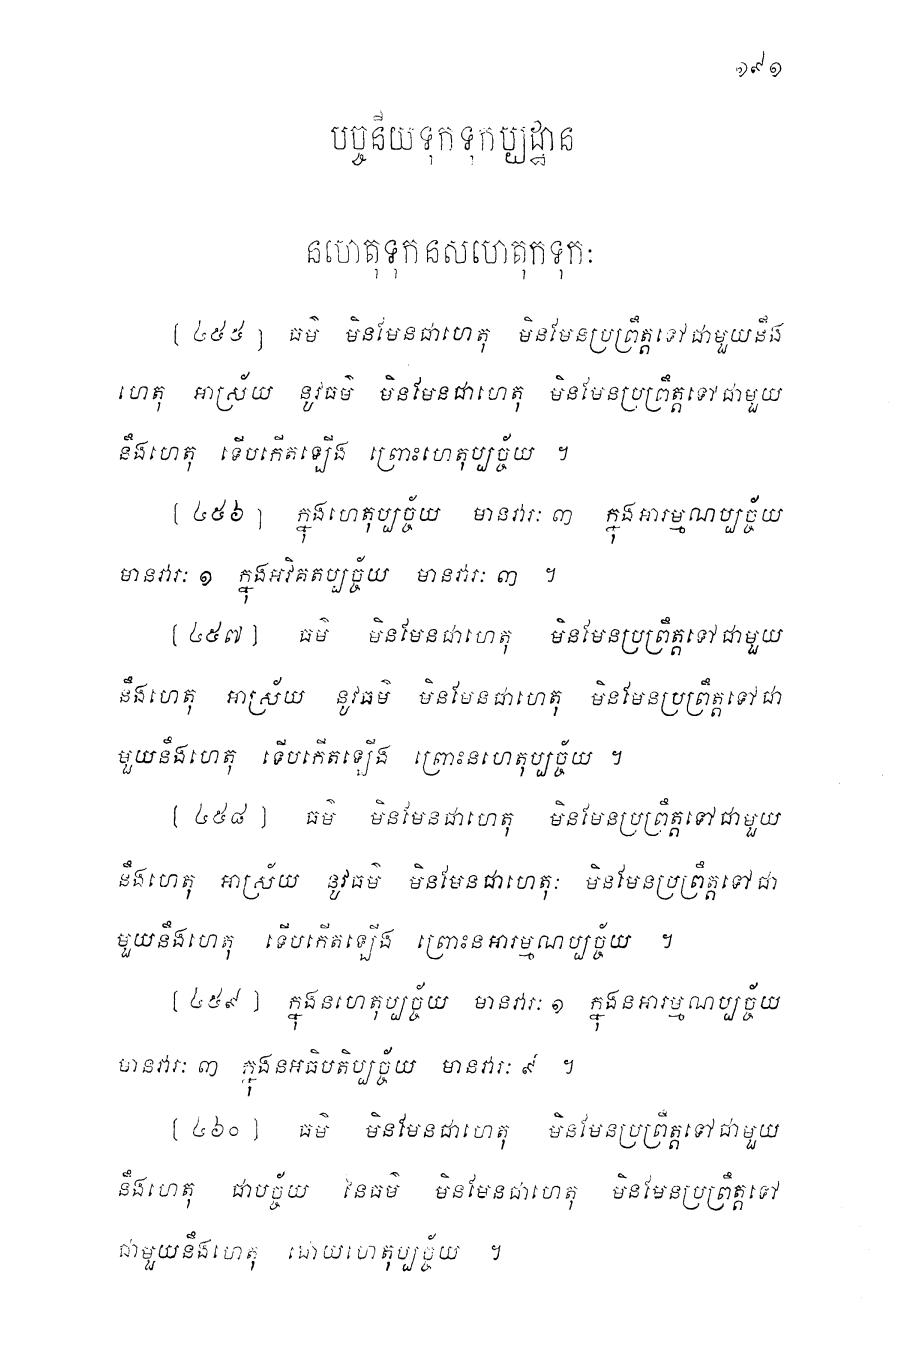 ១៩១
បច្ចនីយទុកទុកប្បដ្ឋាន
នហេតុទុកនសហេតុកទុកៈ
[ ៤៥៥ ] ធម៌ មិនមែនជាហេតុ មិនមែនប្រព្រឹត្តទៅជាមួយនឹង
ហេតុ អាស្រ័យ នូវធម៌ មិនមែនជាហេតុ មិនមែនប្រព្រឹត្តទៅជាមួយ
នឹងហេតុ ទើបកើតឡើង ព្រោះហេតុប្បច្ច័យ ។
[ ៤៥៦ ] ក្នុងហេតុប្បច្ច័យ មានវារៈ ៣ ក្នុងអារម្មណប្បច្ច័យ
មានវារៈ ១ ក្នុងអវិគតប្បច្ច័យ មានវារៈ ៣ ។
[ ៤៥៧ ] ធម៌ មិនមែនជាហេតុ មិនមែនប្រព្រឹត្តទៅជាមួយ
នឹងហេតុ អាស្រ័យ នូវធម៌ មិនមែនជាហេតុ មិនមែនប្រព្រឹត្តទៅជា
មួយនឹងហេតុ ទើបកើតឡើង ព្រោះនហេតុប្បច្ច័យ ។
[ ៤៥៨ ] ធម៌ មិនមែនជាហេតុ មិនមែនប្រព្រឹត្តទៅជាមួយ
នឹងហេតុ អាស្រ័យ នូវធម៌ មិនមែនជាហេតុៈ មិនមែនប្រព្រឹត្តទៅជា
មួយនឹងហេតុ ទើបកើតឡើង ព្រោះនអារម្មណប្បច្ច័យ ។
[ ៤៥៩ ] ក្នុងនហេតុប្បច្ច័យ មានវារៈ ១ ក្នុងនអារម្មណប្បច្ច័យ
មានវារៈ ៣ ក្នុងនអធិបតិប្បច្ច័យ មានវារៈ ៩ ។
[ ៤៦០ ] ធម៌ មិនមែនជាហេតុ មិនមែនប្រព្រឹត្តទៅជាមួយ
នឹងហេតុ ជាបច្ច័យ នៃធម៌ មិនមែនជាហេតុ មិនមែនប្រព្រឹត្តទៅ
ជាមួយនឹងហេតុ ដោយហេតុប្បច្ច័យ ។